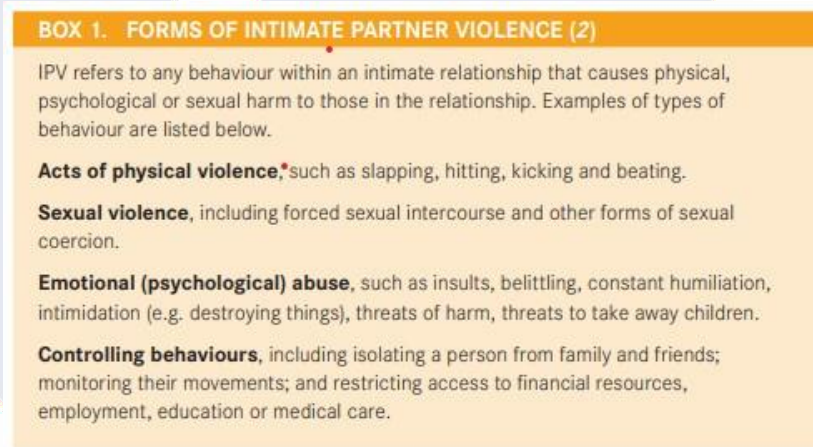 BOX 1. FORMS OF INTIMATE PARTNER VIOLENCE (2)
IPV refers to any behaviour within an intimate relationship that causes physical,
psychological or sexual harm to those in the relationship. Examples of types of
behaviour are listed below.
Acts of physical violence, such as slapping, hitting, kicking and beating.
Sexual violence, including forced sexual intercourse and other forms of sexual
coercion.
Emotional (psychological) abuse, such as insults, belittling, constant humiliation,
intimidation (e.g. destroying things), threats of harm, threats to take away children.
Controlling behaviours, including isolating a person from family and friends;
monitoring their movements; and restricting access to financial resources,
employment, education or medical care.